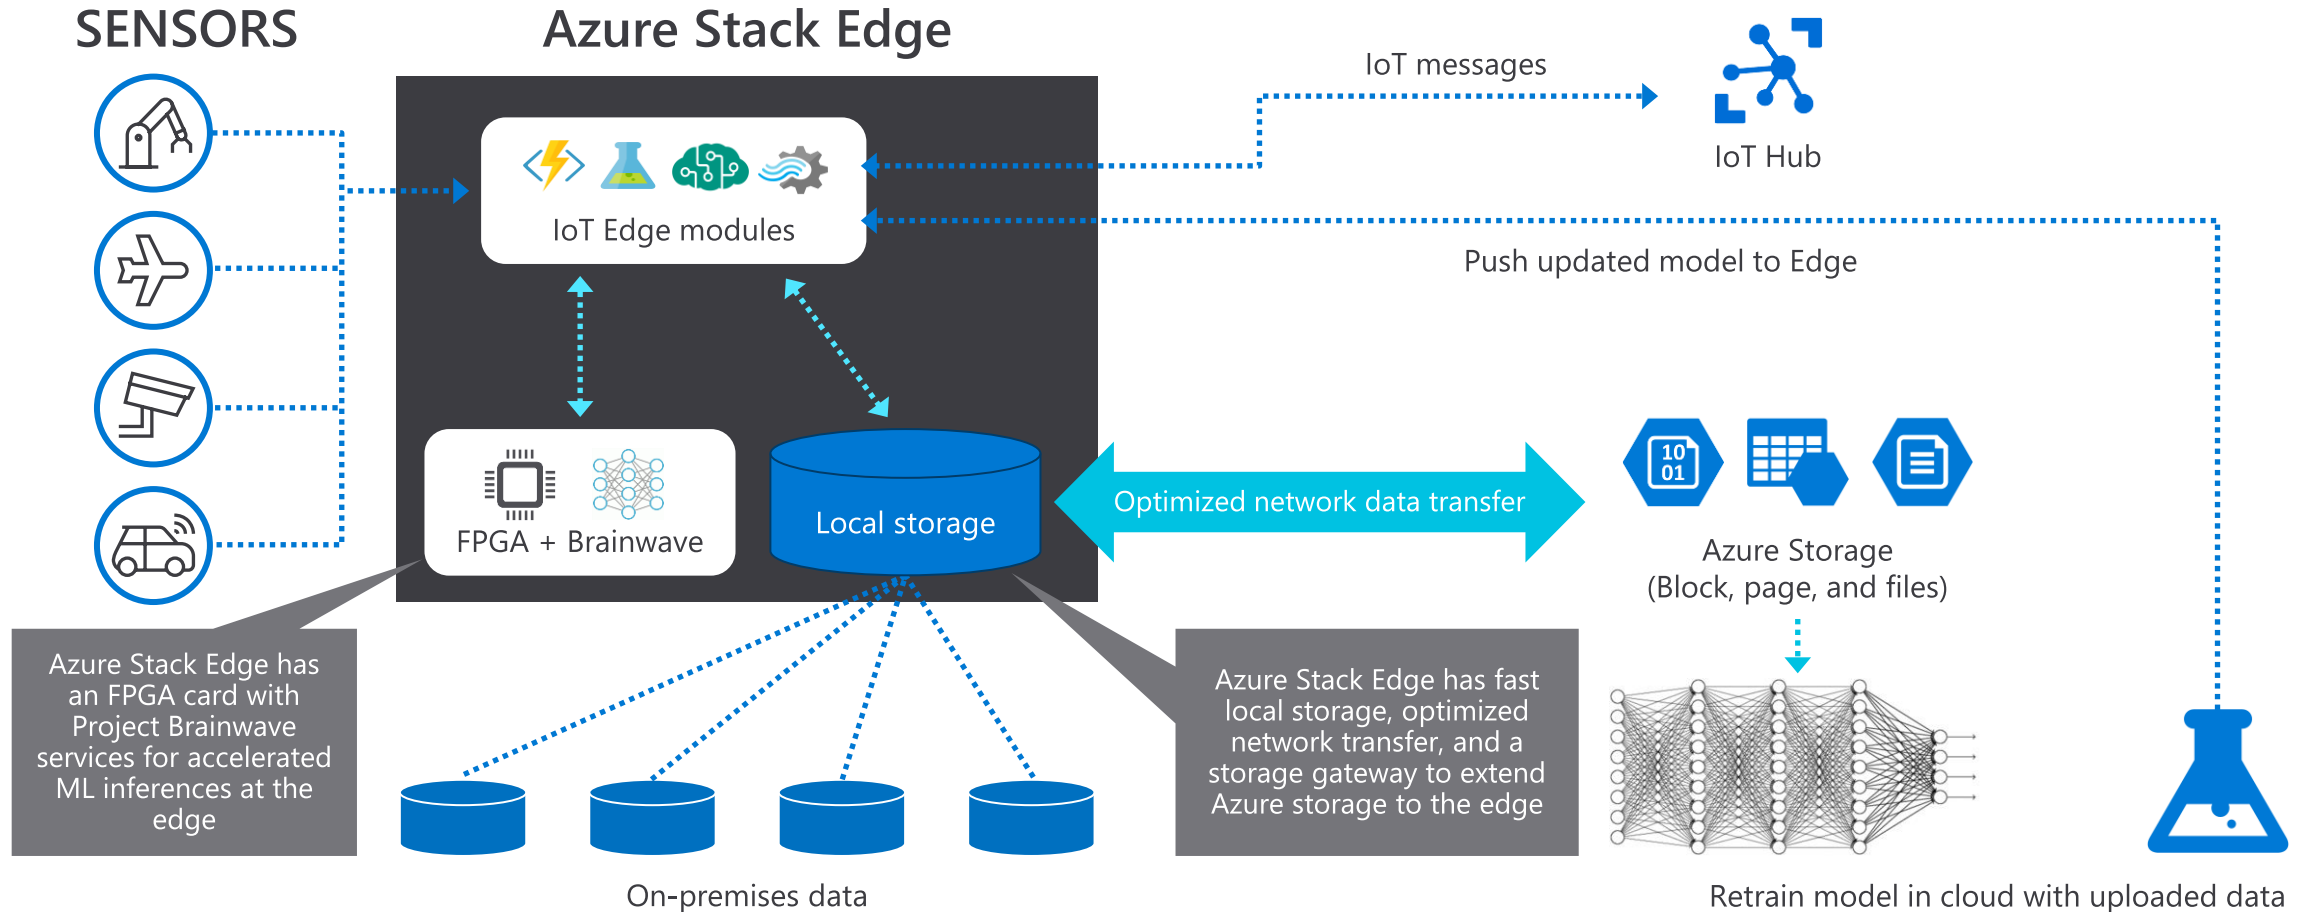 SENSORS
Azure Stack Edge
IoT messages
IoT Hub
IoT Edge modules
Push updated model to Edge
FPGA + Brainwave
Local storage
Optimized network data transfer
10
01
Azure Storage
(Block, page, and files)
Azure Stack Edge has
an FPGA card with
Project Brainwave
services for accelerated
ML inferences at the
edge
Azure Stack Edge has fast
local storage, optimized
network transfer, and a
storage gateway to extend
Azure storage to the edge
On-premises data
Retrain model in cloud with uploaded data